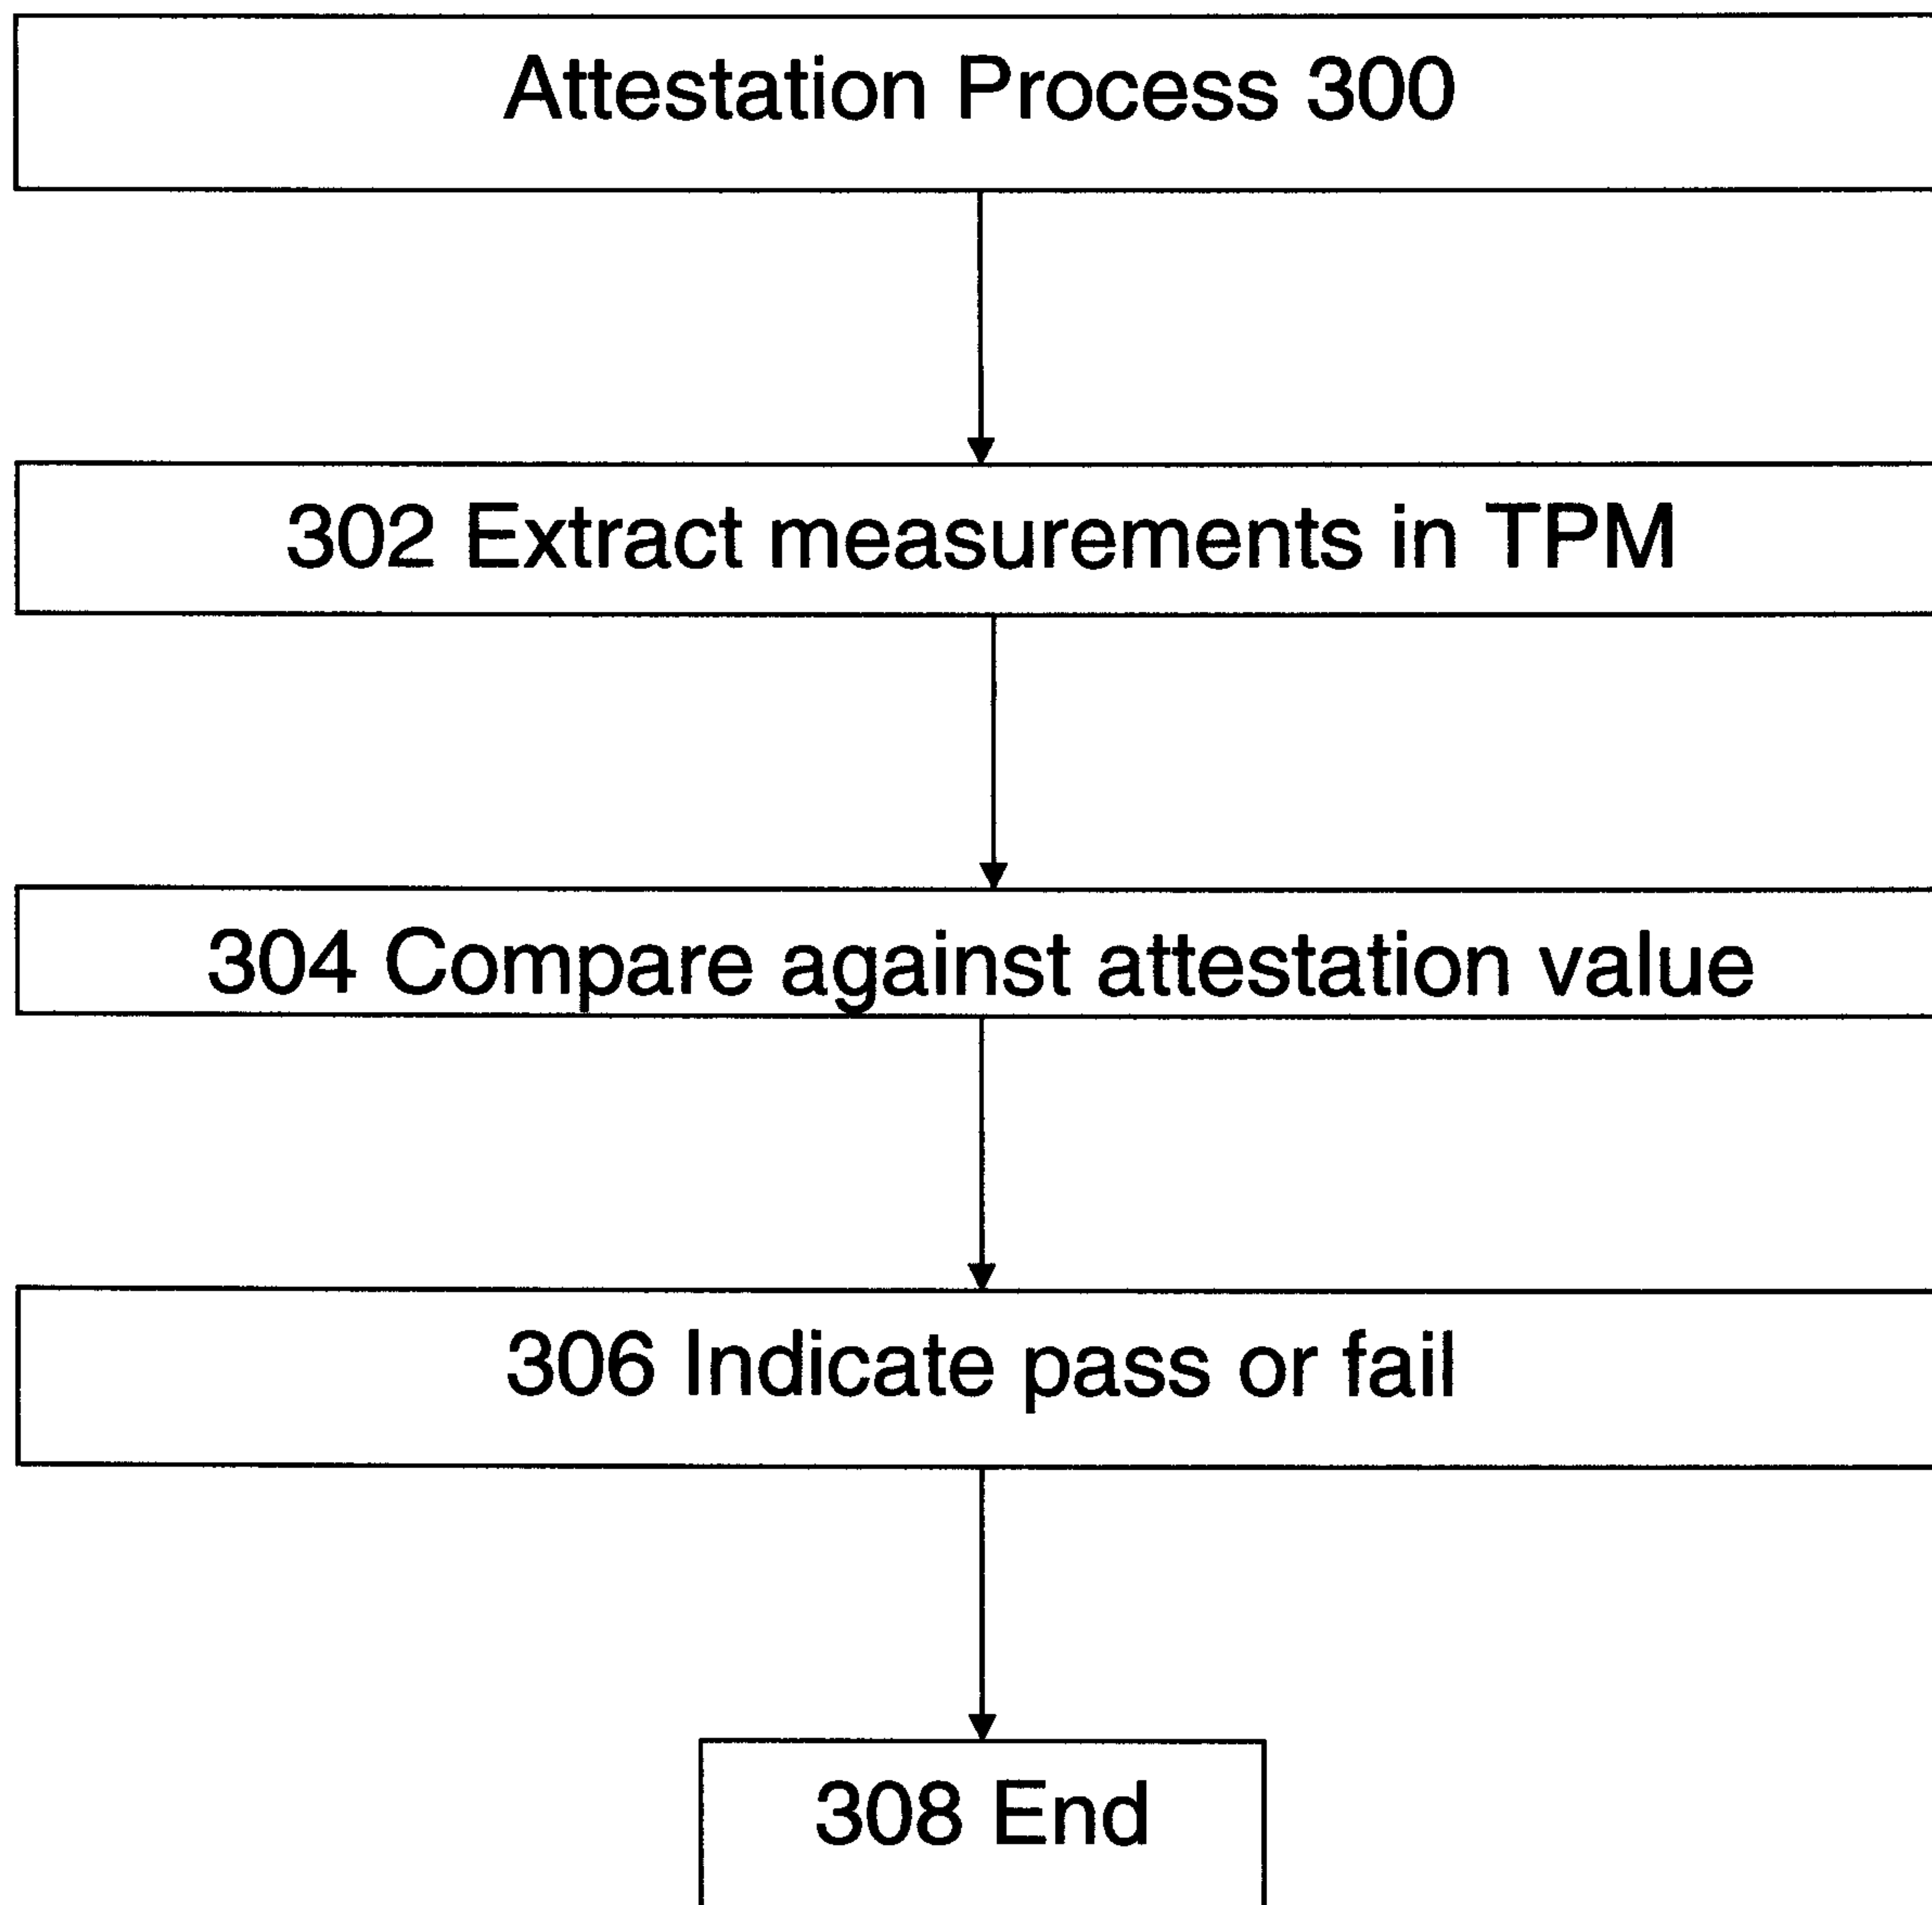 Attestation Process 300
302 Extract measurements in TPM
304 Compare against attestation value
306 Indicate pass or fail
308 End